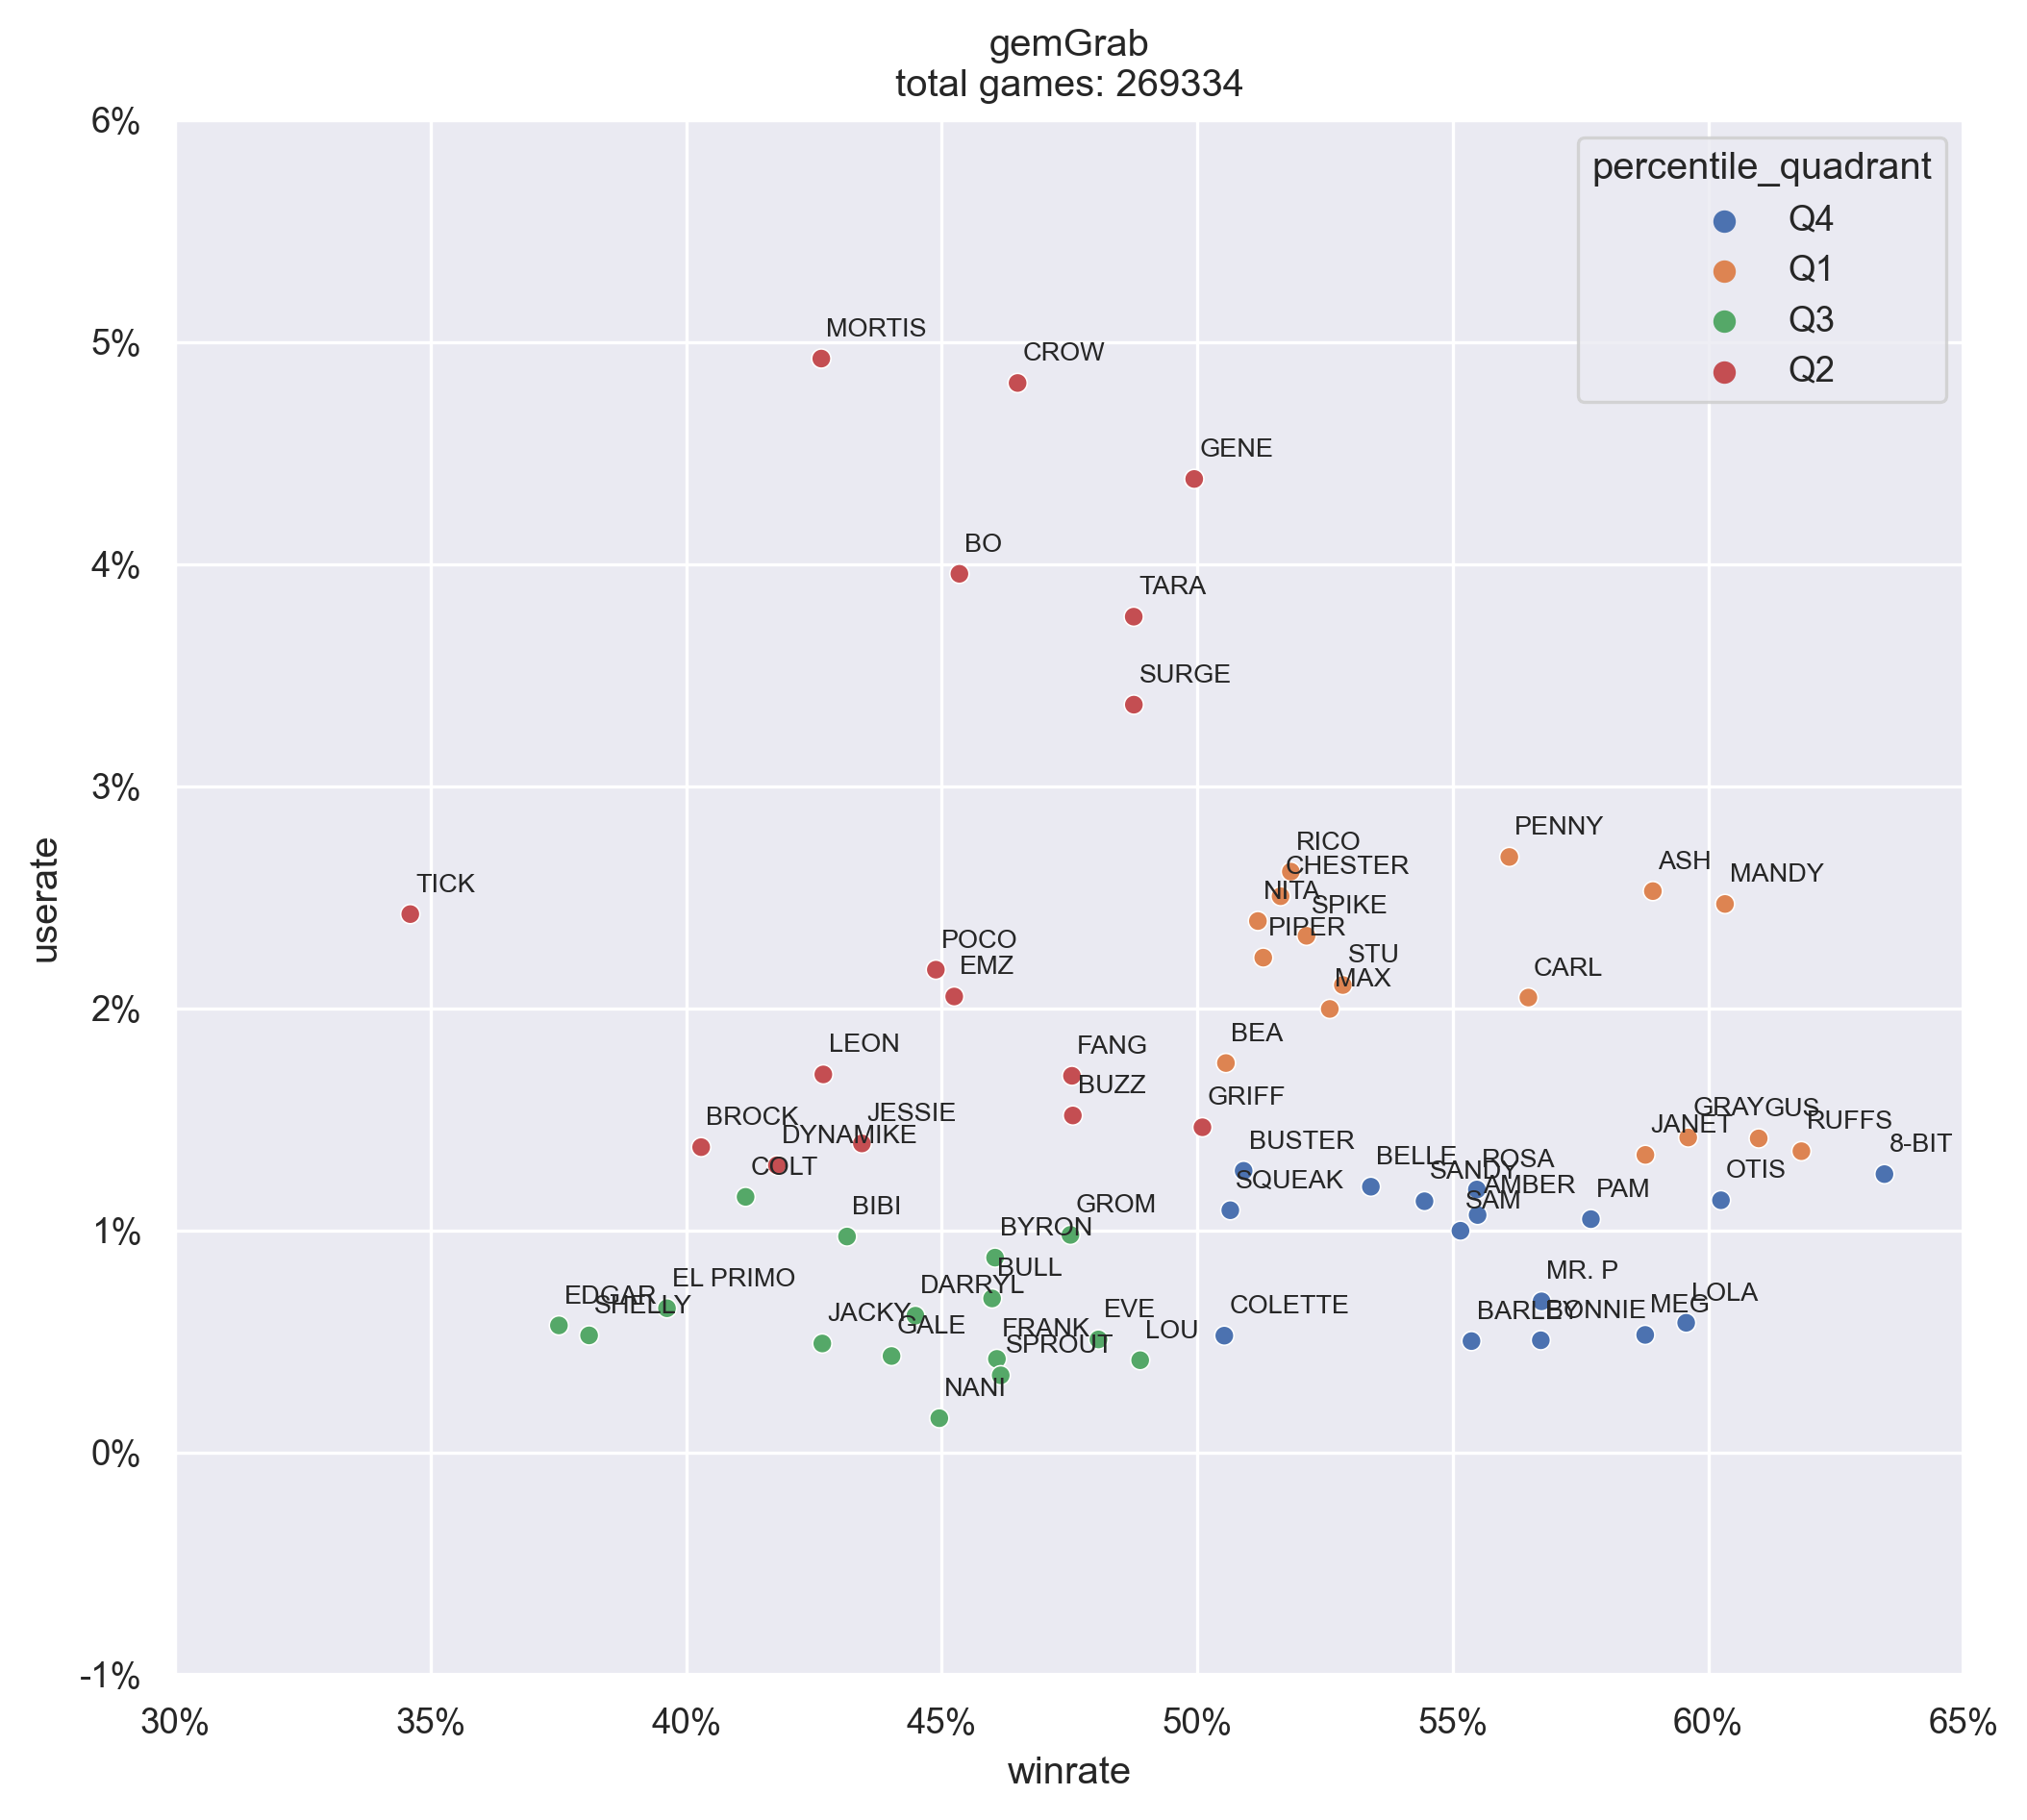 gemGrab
total games: 269334
6%
5%
4%
3%
2%
1%
0%
-1%
userate
percentile_quadrant
Q4
Q1
Q3
Q2
MORTIS
CROW
GENE
BO
TARA
SURGE
PENNY
RICO
CHESTER
ASH
MANDY
TICK
NITA
SPIKE
PIPER
POCO
EMZ
STU
MAX
CARL
BEA
LEON
FANG
BUZZ
GRIFF
BROCK
JESSIE
DYNAMIKE
COLT
BUSTER
SQUEAK
BELLE
SANDY
ROSA
AMBER
SAM
PAM
JANET
GRAY
GUS
RUFFS
OTIS
8-BIT
BIBI
GROM
BYRON
BULL
DARRYL
EL PRIMO
EDGAR
SHELLY
JACKY
GALE
FRANK
SPROUT
EVE
LOU
NANI
COLETTE
MR. P
BARLEY
BONNIE
MEG
LOLA
30%
35%
40%
45%
50%
55%
60%
65%
winrate